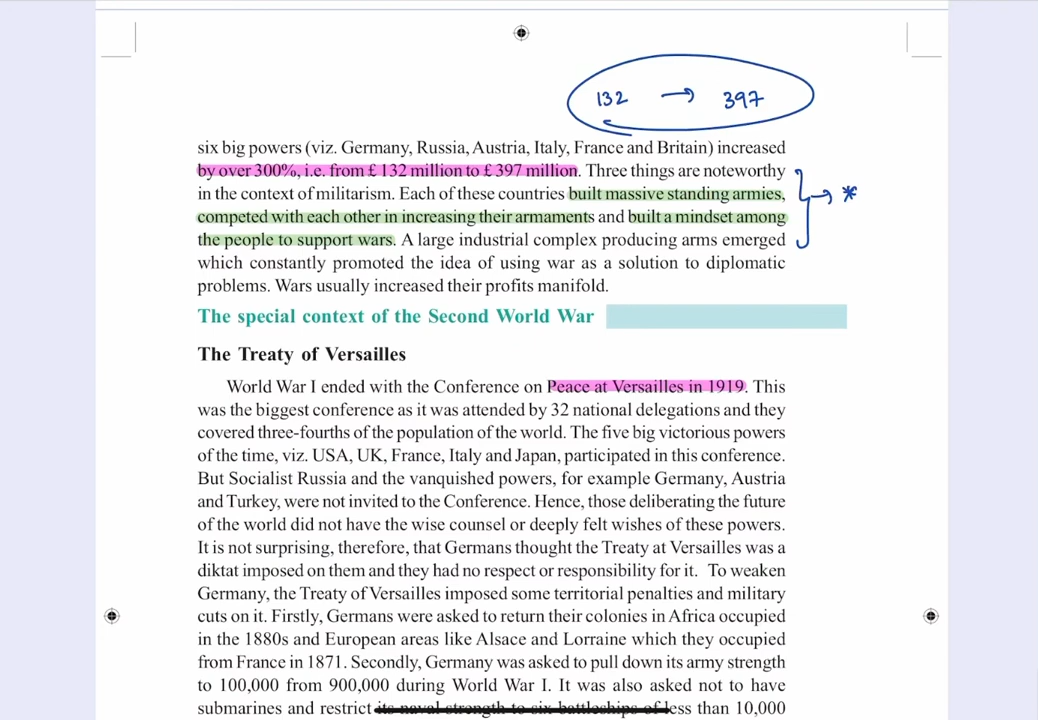 132 → 397
six big powers (viz. Germany, Russia, Austria, Italy, France and Britain) increased
by over 300%, i.e. from £ 132 million to £ 397 million. Three things are noteworthy
in the context of militarism. Each of these countries built massive standing armies,
competed with each other in increasing their armaments and built a mindset among
the people to support wars. A large industrial complex producing arms emerged
which constantly promoted the idea of using war as a solution to diplomatic
problems. Wars usually increased their profits manifold.
The special context of the Second World War
The Treaty of Versailles
World War I ended with the Conference on Peace at Versailles in 1919. This
was the biggest conference as it was attended by 32 national delegations and they
covered three-fourths of the population of the world. The five big victorious powers
of the time, viz. USA, UK, France, Italy and Japan, participated in this conference.
But Socialist Russia and the vanquished powers, for example Germany, Austria
and Turkey, were not invited to the Conference. Hence, those deliberating the future
of the world did not have the wise counsel or deeply felt wishes of these powers.
It is not surprising, therefore, that Germans thought the Treaty at Versailles was a
diktat imposed on them and they had no respect or responsibility for it. To weaken
Germany, the Treaty of Versailles imposed some territorial penalties and military
cuts on it. Firstly, Germans were asked to return their colonies in Africa occupied
in the 1880s and European areas like Alsace and Lorraine which they occupied
from France in 1871. Secondly, Germany was asked to pull down its army strength
to 100,000 from 900,000 during World War I. It was also asked not to have
submarines and restrict its naval strength to six battleships of less than 10,000